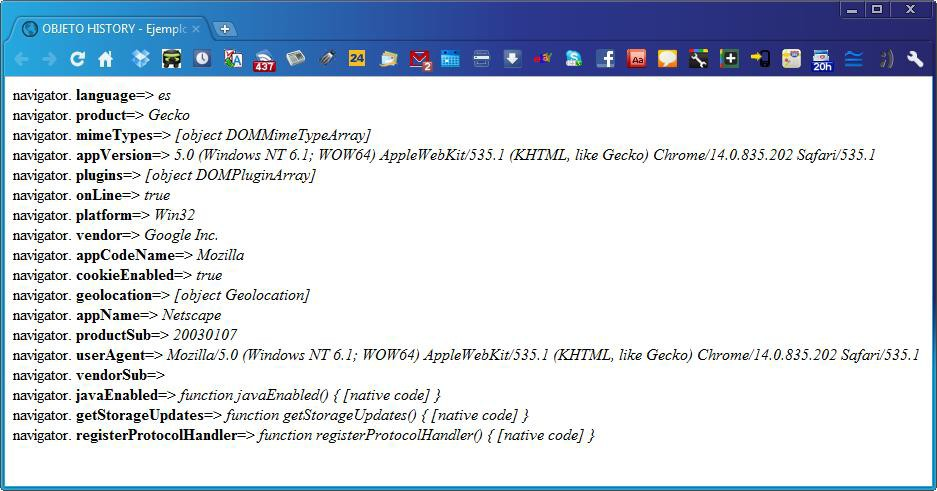 OBJETO HISTORY - Ejemplo
437
24
2
Aa
20h
navigator. language=> es
navigator. product=> Gecko
navigator. mimeTypes=> [object DOMMimeTypeArray]
navigator. appVersion=> 5.0 (Windows NT 6.1; WOW64) AppleWebKit/535.1 (KHTML, like Gecko) Chrome/14.0.835.202 Safari/535.1
navigator. plugins=> [object DOMPluginArray]
navigator. onLine=> true
navigator. platform=> Win32
navigator. vendor=> Google Inc.
navigator. appCodeName=> Mozilla
navigator. cookieEnabled=> true
navigator. geolocation=> [object Geolocation]
navigator. appName=> Netscape
navigator. productSub=> 20030107
navigator. userAgent=> Mozilla/5.0 (Windows NT 6.1; WOW64) AppleWebKit/535.1 (KHTML, like Gecko) Chrome/14.0.835.202 Safari/535.1
navigator. vendorSub=>
navigator. javaEnabled=> function javaEnabled() { [native code] }
navigator. getStorageUpdates=> function getStorageUpdates() { [native code] }
navigator. registerProtocolHandler=> function registerProtocolHandler() { [native code] }